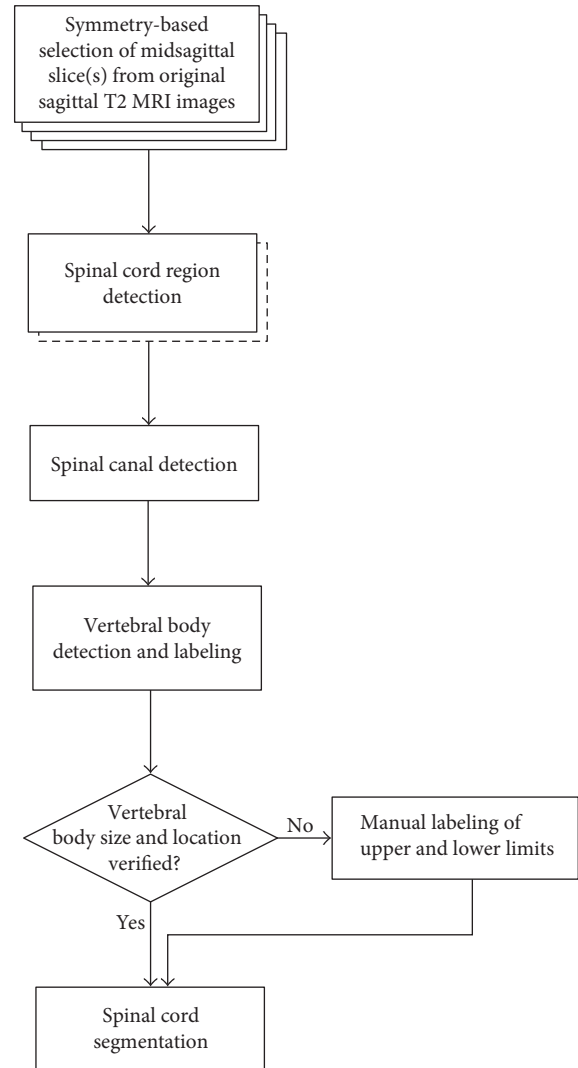 Symmetry-based
selection of midsagittal
slice(s) from original
sagittal T2 MRI images
Spinal cord region
detection
Spinal canal detection
Vertebral body
detection and labeling
Vertebral
body size and location
verified?
No
Manual labeling of
upper and lower limits
Yes
Spinal cord
segmentation